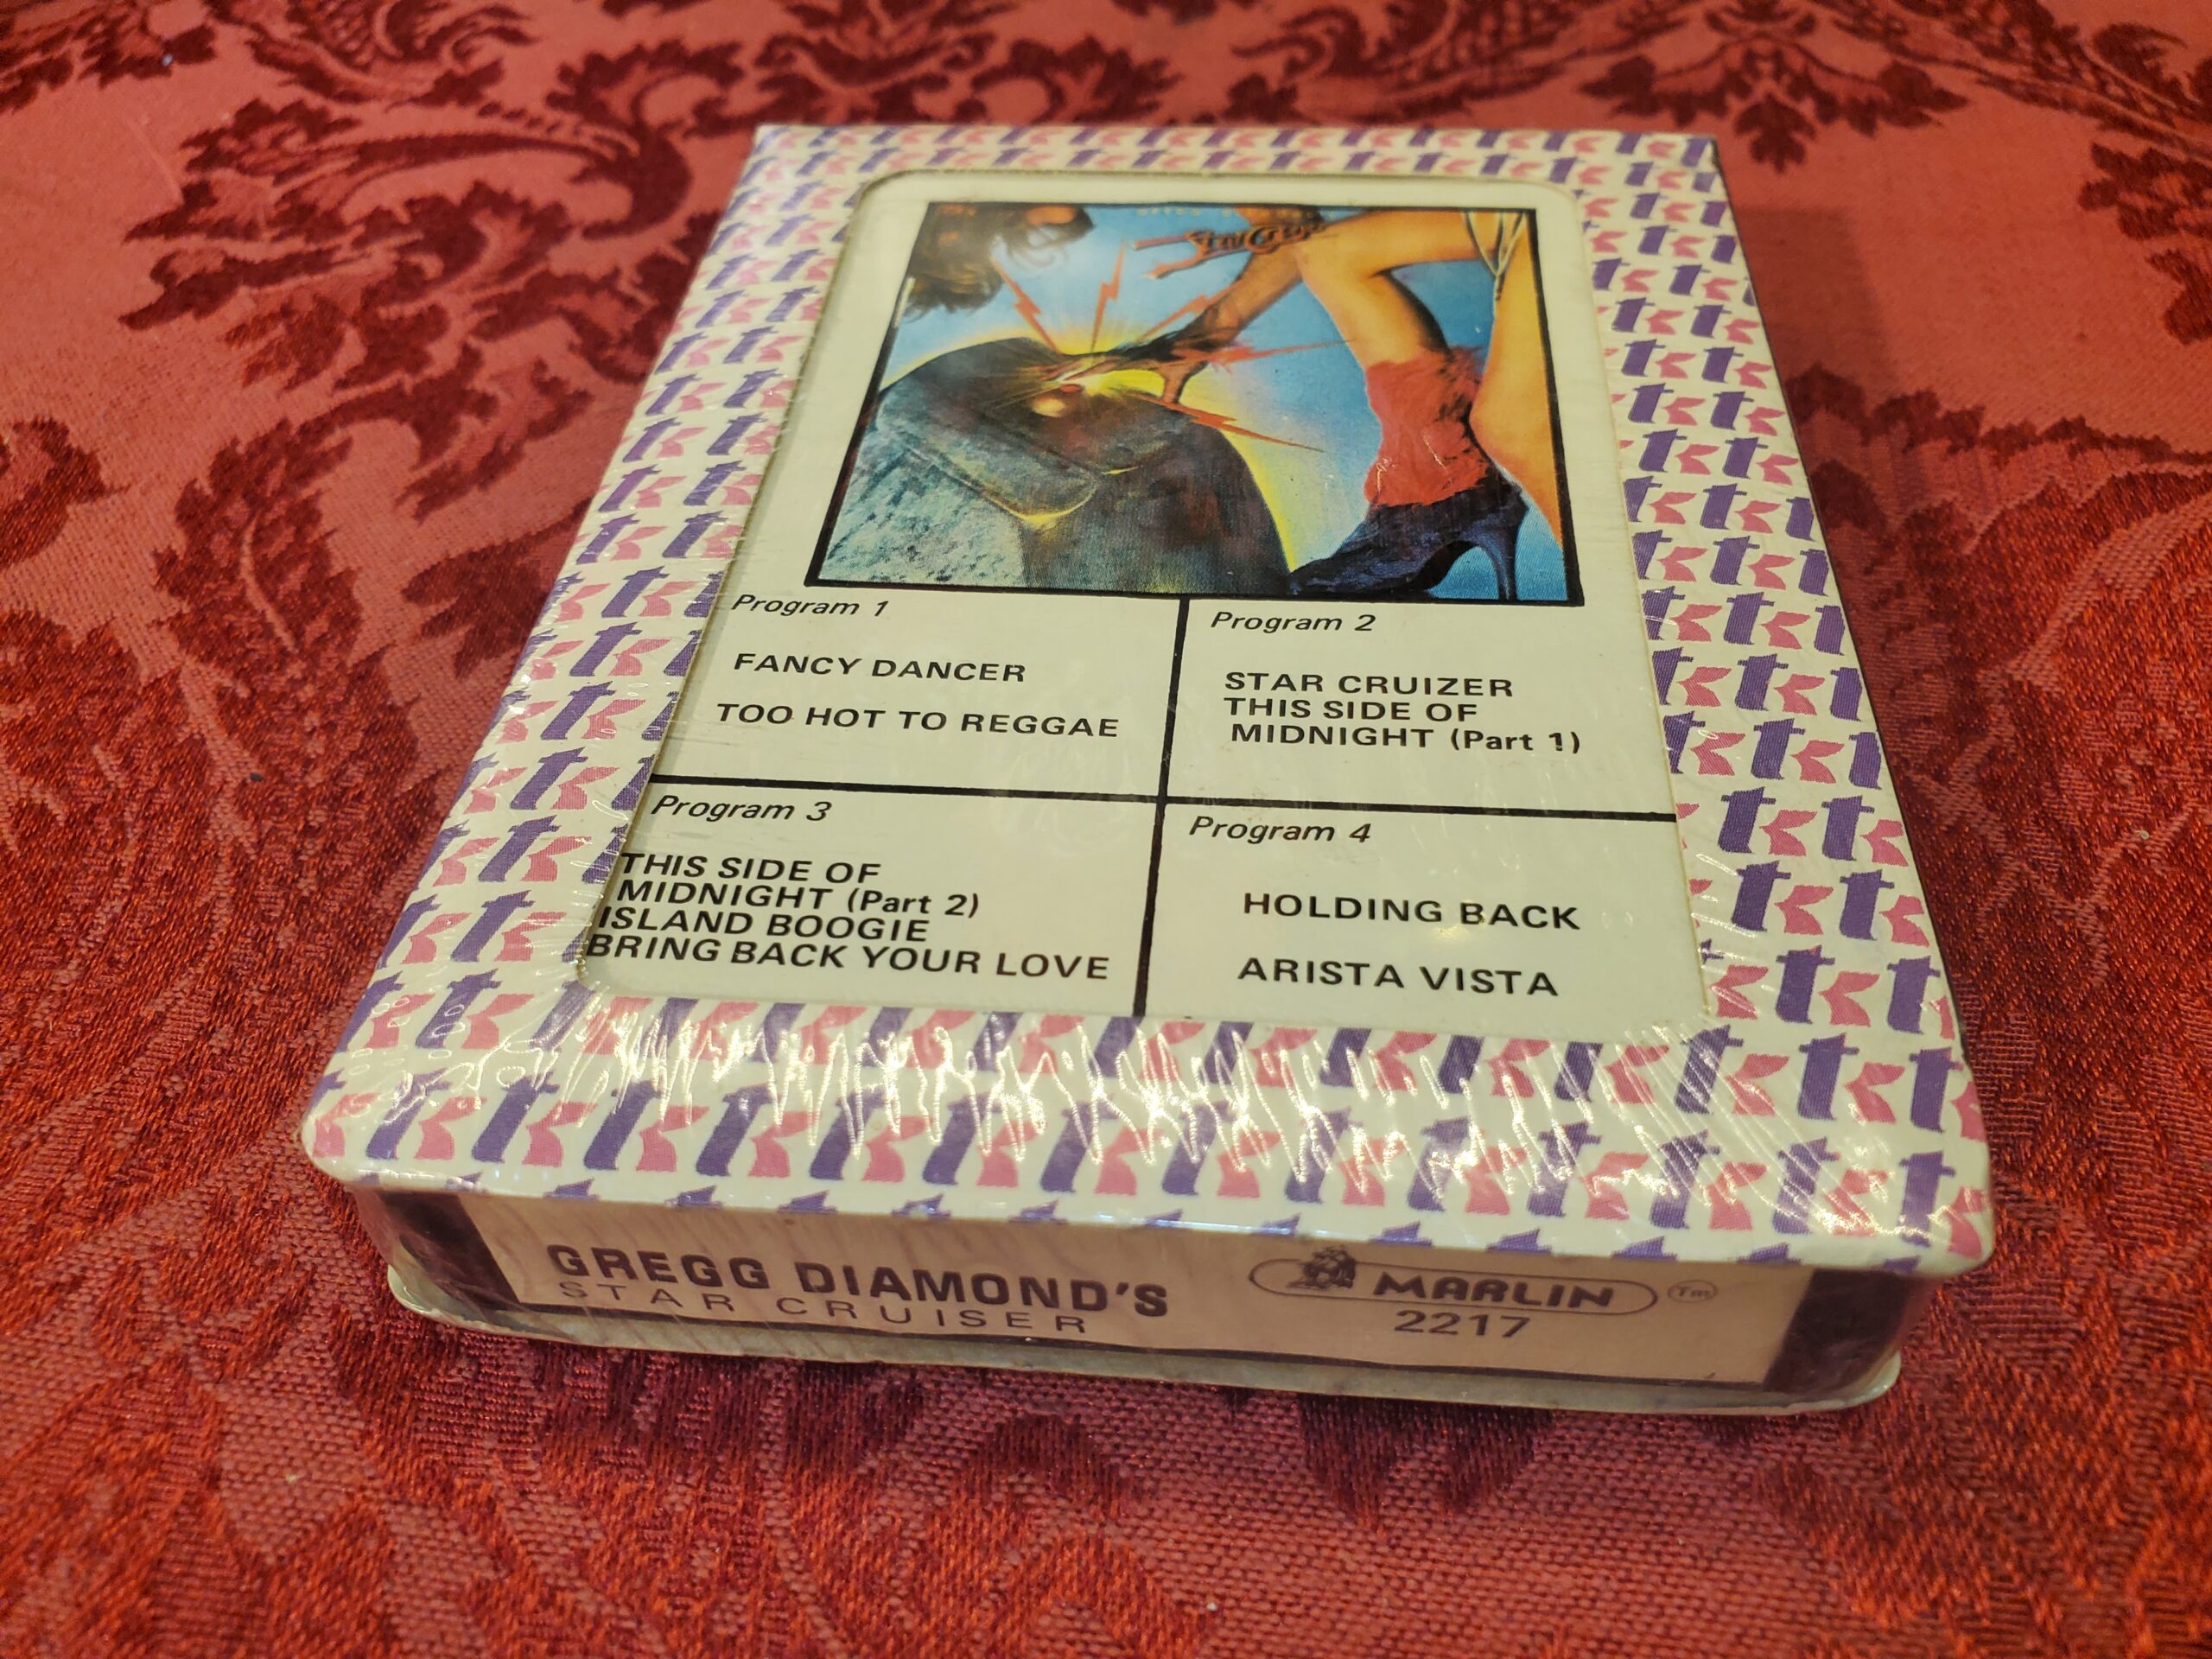 Program 1
FANCY DANCER
TOO HOT TO REGGAE
Program 2
STAR CRUIZER
THIS SIDE OF
MIDNIGHT (Part 1)
Program 3
THIS SIDE OF
MIDNIGHT (Part 2)
ISLAND BOOGIE
BRING BACK YOUR LOVE
Program 4
HOLDING BACK
ARISTA VISTA
GREGG DIAMOND'S
STAR CRUISER
MARLIN TM
2217